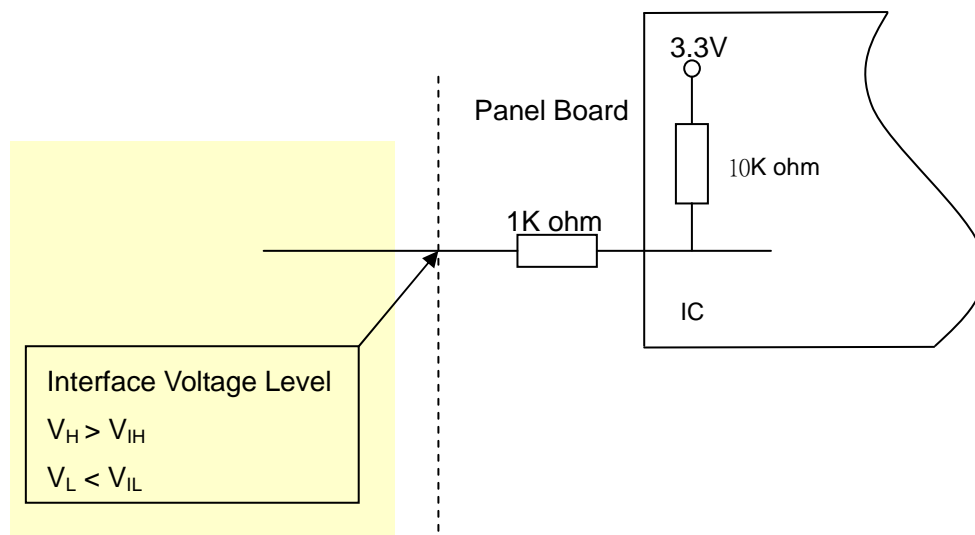 3.3V
Panel Board
10K ohm
1K ohm
IC
Interface Voltage Level
VH > VIH
VL < VIL